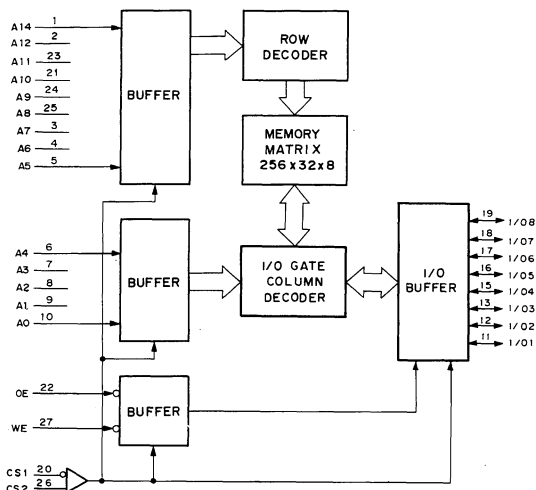 A14 1
A12 2
A11 23
A10 21
A9 24
A8 25
A7 3
A6 4
A5 5
BUFFER
ROW
DECODER
MEMORY
MATRIX
256x32x8
A4 6
A3 7
A2 8
A1 9
A0 10
BUFFER
I/O GATE
COLUMN
DECODER
I/O
BUFFER
19 I/O8
18 I/O7
17 I/O6
16 I/O5
15 I/O4
13 I/O3
12 I/O2
11 I/O1
OE 22
WE 27
BUFFER
CS1 20
CS2 26